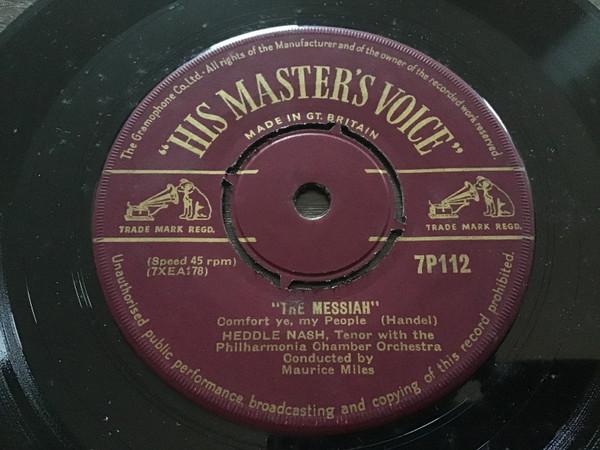 The Gramophone Co. Ltd. - All rights of the Manufacturer and of the owner of the recorded work reserved.
"HIS MASTER'S VOICE"
MADE IN GT. BRITAIN
TRADE MARK REGD.
TRADE MARK REGD.
(Speed 45 rpm)
(7XEA178)
7P112
"THE MESSIAH"
Comfort ye, my People (Handel)
HEDDLE NASH, Tenor with the
Philharmonia Chamber Orchestra
Conducted by
Maurice Miles
Unauthorised public performance, broadcasting and copying of this record prohibited.